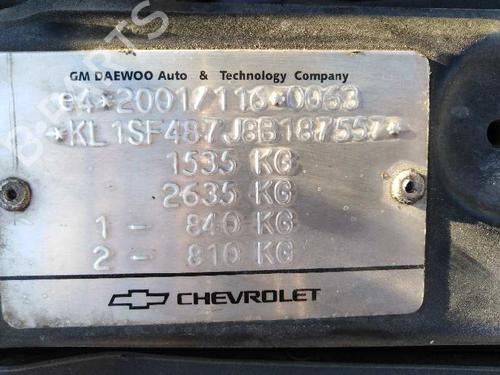 GM DAEWOO Auto & Technology Company
e4*2001/116*0063
*KL1SF487J8B187557*
1535 KG
2635 KG
1 - 840 KG
2 - 810 KG
CHEVROLET